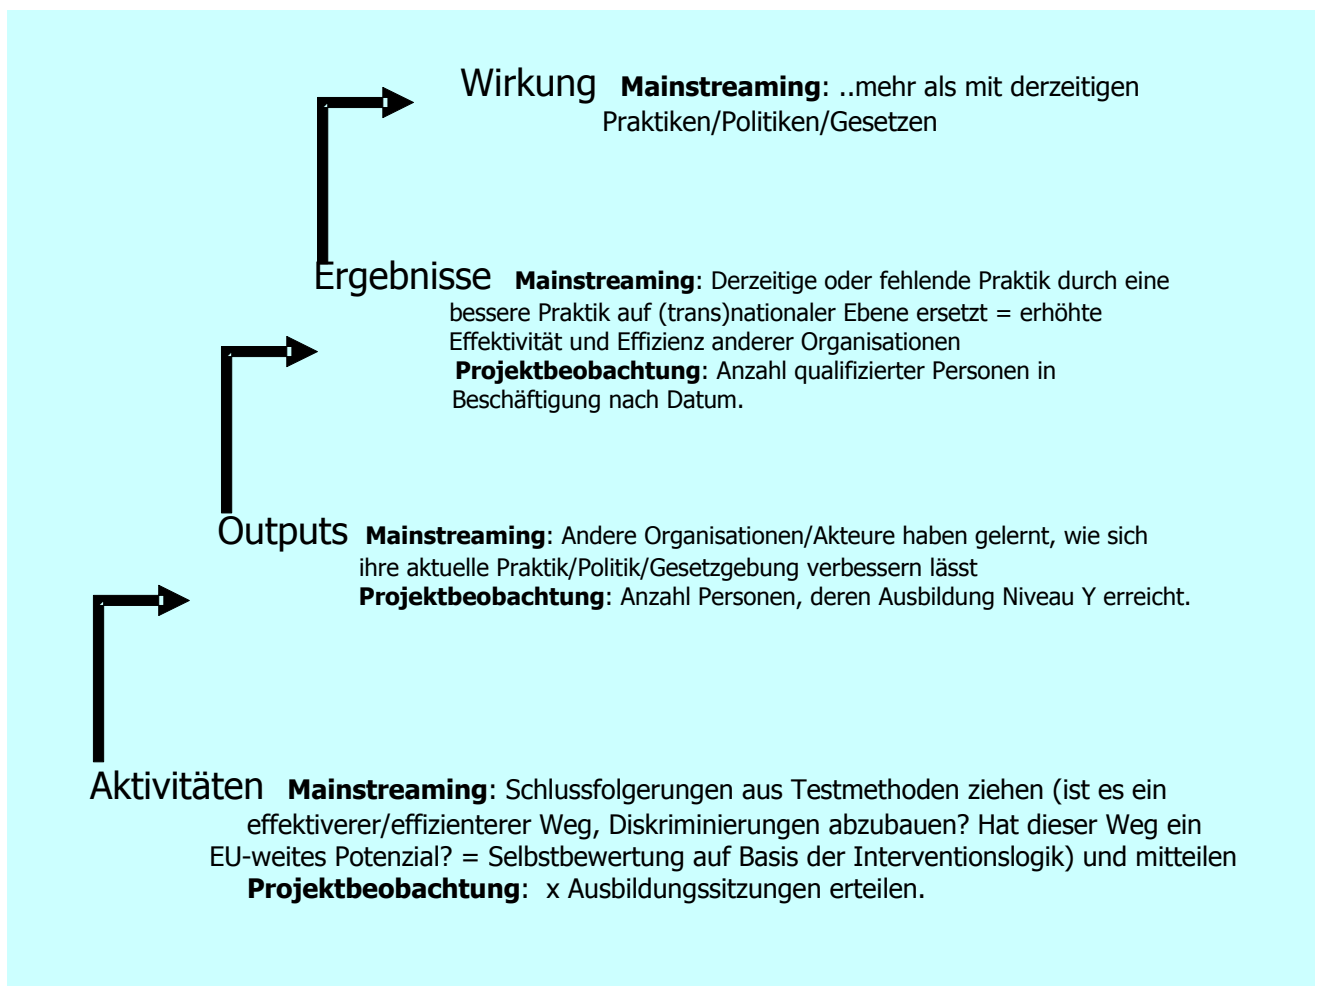 Wirkung Mainstreaming: ..mehr als mit derzeitigen
Praktiken/Politiken/Gesetzen
Ergebnisse Mainstreaming: Derzeitige oder fehlende Praktik durch eine
bessere Praktik auf (trans)nationaler Ebene ersetzt = erhöhte
Effektivität und Effizienz anderer Organisationen
Projektbeobachtung: Anzahl qualifizierter Personen in
Beschäftigung nach Datum.
Outputs Mainstreaming: Andere Organisationen/Akteure haben gelernt, wie sich
ihre aktuelle Praktik/Politik/Gesetzgebung verbessern lässt
Projektbeobachtung: Anzahl Personen, deren Ausbildung Niveau Y erreicht.
Aktivitäten Mainstreaming: Schlussfolgerungen aus Testmethoden ziehen (ist es ein
effektiverer/effizienterer Weg, Diskriminierungen abzubauen? Hat dieser Weg ein
EU-weites Potenzial? = Selbstbewertung auf Basis der Interventionslogik) und mitteilen
Projektbeobachtung: x Ausbildungssitzungen erteilen.